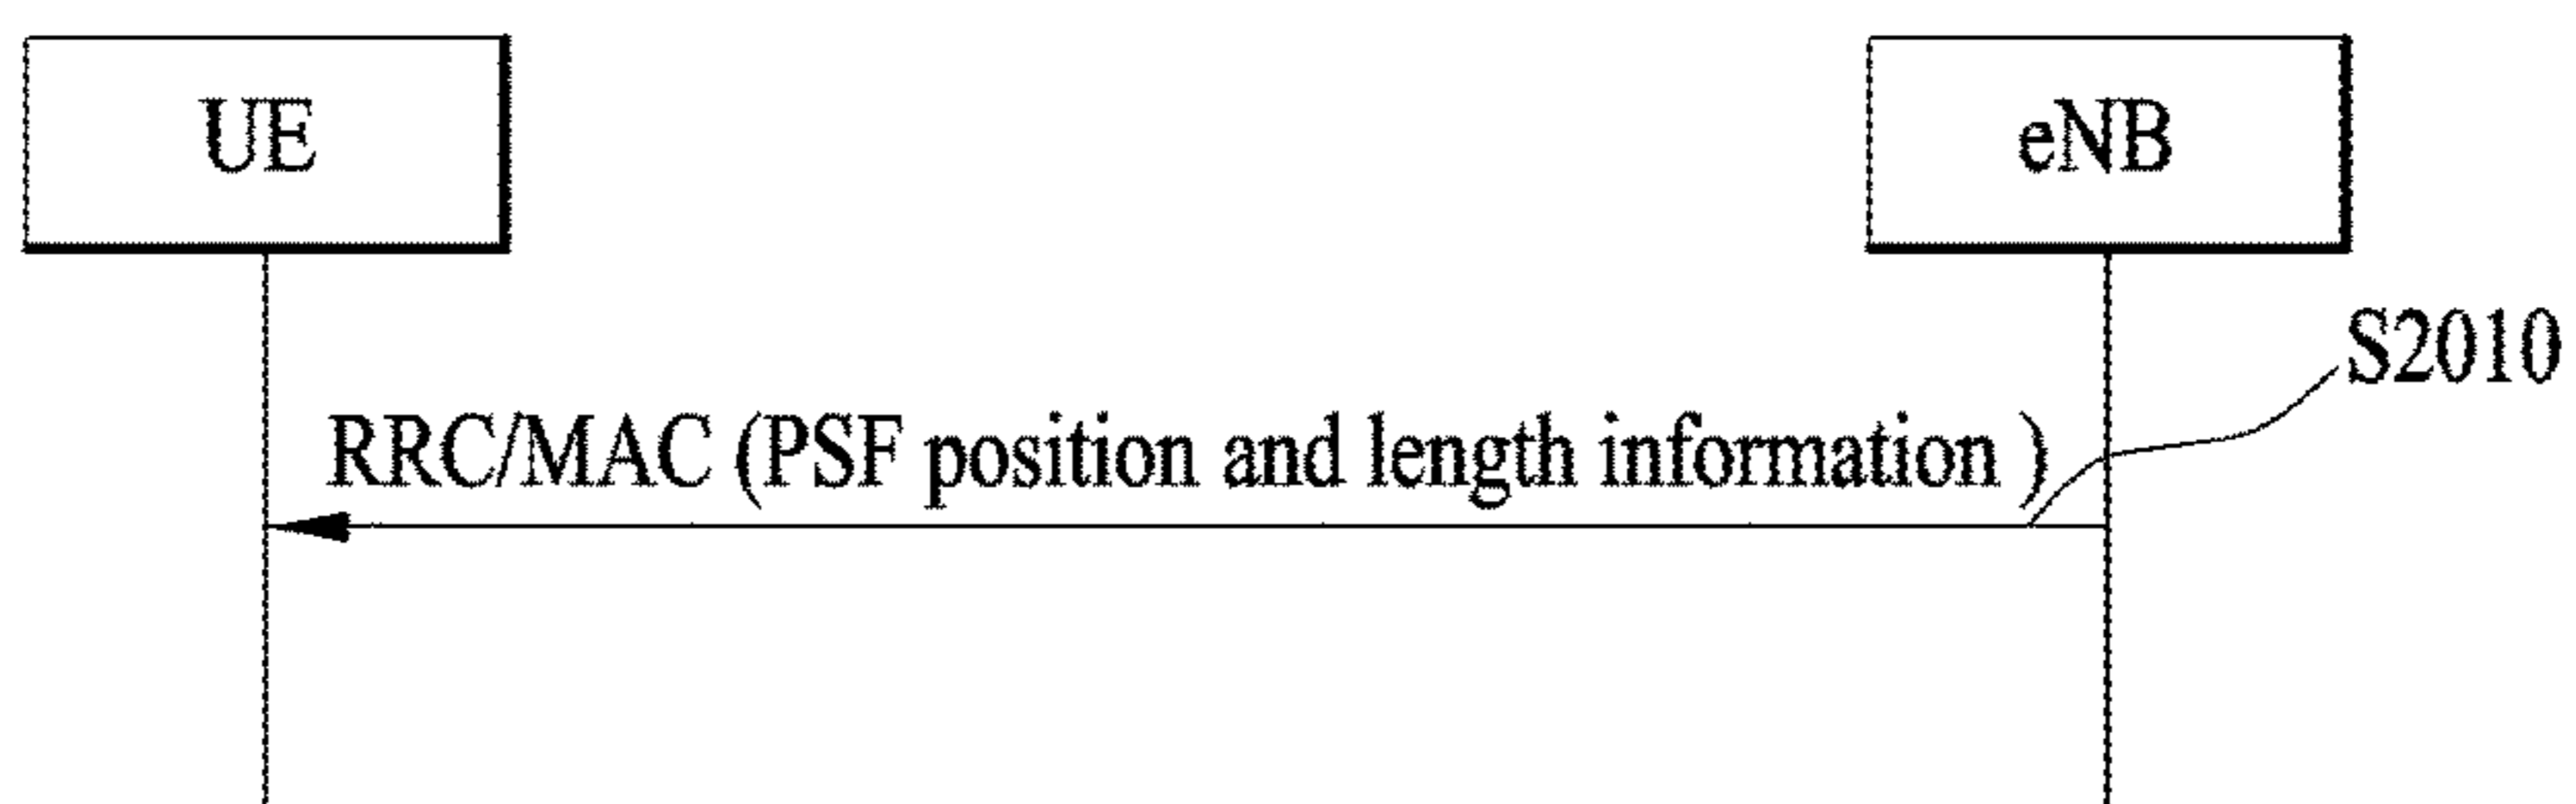 UE
eNB
S2010
RRC/MAC (PSF position and length information )